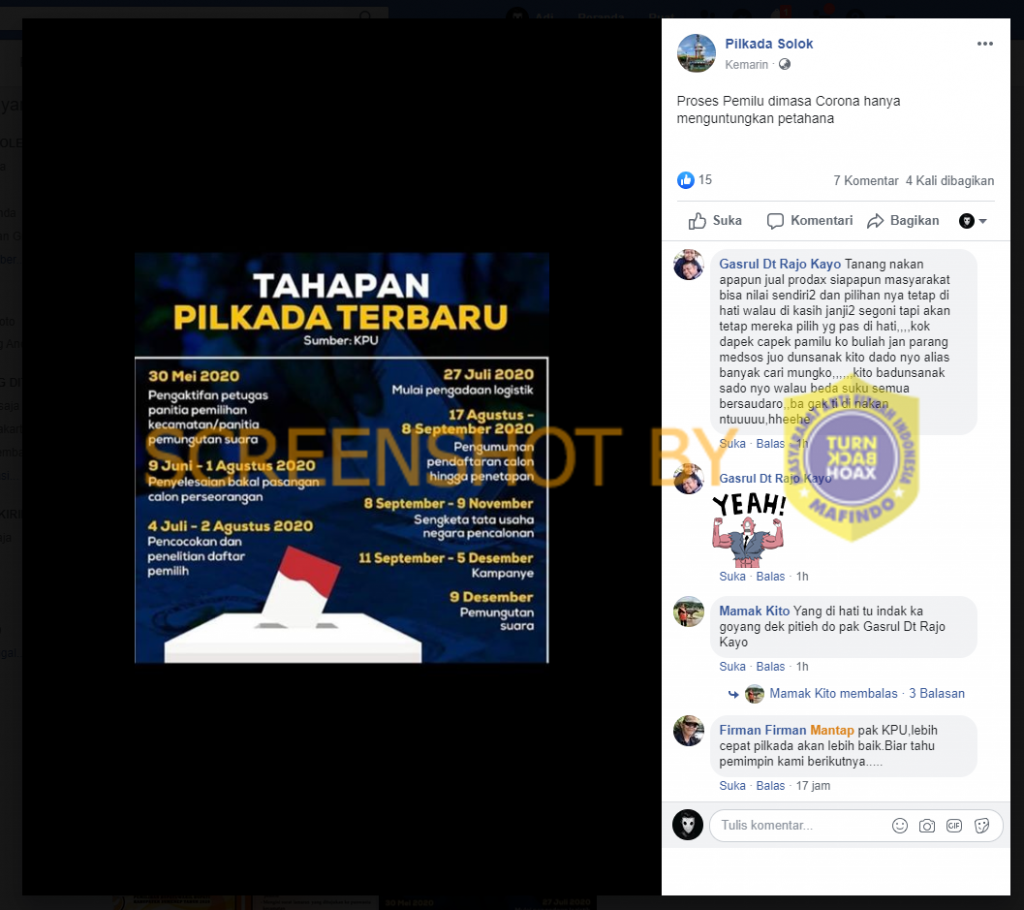 Pilkada Solok
Kemarin
Proses Pemilu dimasa Corona hanya
menguntungkan petahana
15
7 Komentar 4 Kali dibagikan
Suka Komentari Bagikan
TAHAPAN
PILKADA TERBARU
Sumber: KPU
30 Mei 2020
Pengaktifan petugas
panitia pemilihan
kecamatan/panitia
pemungutan suara
9 Juni - 1 Agustus 2020
Penyelesaian bakal pasangan
calon perseorangan
4 Juli - 2 Agustus 2020
Pencocokan dan
penelitian daftar
pemilih
27 Juli 2020
Mulai pengadaan logistik
17 Agustus -
8 September 2020
Pengumuman
pendaftaran calon
hingga penetapan
8 September - 9 November
Sengketa tata usaha
negara pencalonan
11 September - 5 Desember
Kampanye
9 Desember
Pemungutan
suara
SCREENSHOT BY
MASYARAKAT ANTI FITNAH INDONESIA
TURN
BACK
HOAX
MAFINDO
Gasrul Dt Rajo Kayo Tanang nakan
apapun jual prodax siapapun masyarakat
bisa nilai sendiri2 dan pilihan nya tetap di
hati walau di kasih janji2 segoni tapi akan
tetap mereka pilih yg pas di hati,,,,kok
dapek capek pamilu ko buliah jan parang
medsos juo dunsanak kito dado nyo alias
banyak cari mungko,,,,...kito badunsanak
sado nyo walau beda suku semua
bersaudaro,,ba gak ti di nakan
ntuuuuu,hheehe
Suka · Balas · 1h
Gasrul Dt Rajo Kayo
YEAH!
Suka · Balas · 1h
Mamak Kito Yang di hati tu indak ka
goyang dek pitieh do pak Gasrul Dt Rajo
Kayo
Suka · Balas · 1h
Mamak Kito membalas · 3 Balasan
Firman Firman Mantap pak KPU,lebih
cepat pilkada akan lebih baik.Biar tahu
pemimpin kami berikutnya.....
Suka · Balas · 17 jam
Tulis komentar...
GIF